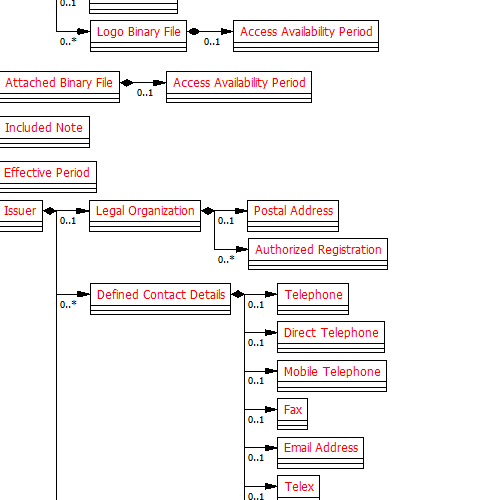 0..1
Logo Binary File
Access Availability Period
0..*
0..1
Attached Binary File
Access Availability Period
0..1
Included Note
Effective Period
Issuer
Legal Organization
Postal Address
0..1
0..1
Authorized Registration
0..*
Defined Contact Details
Telephone
0..*
0..1
Direct Telephone
0..1
Mobile Telephone
0..1
Fax
0..1
Email Address
0..1
Telex
0..1